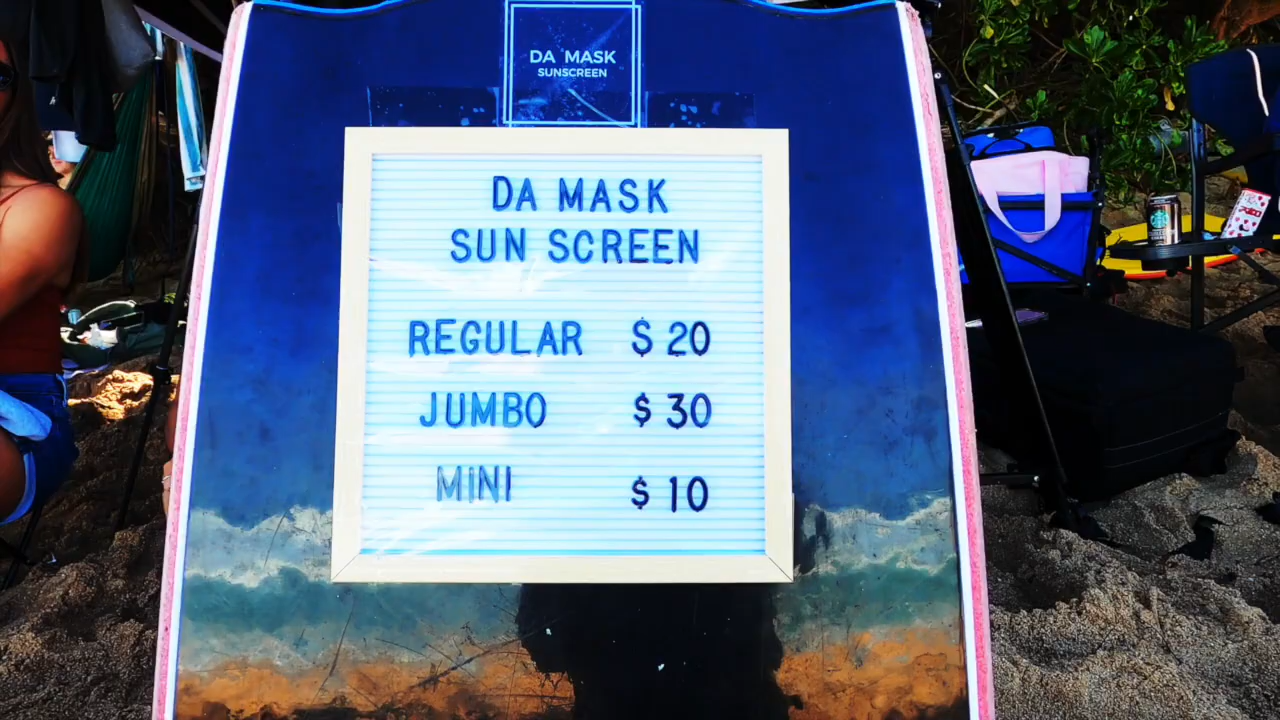 DA MASK
SUNSCREEN
DA MASK
SUN SCREEN
REGULAR $20
JUMBO $30
MINI $10